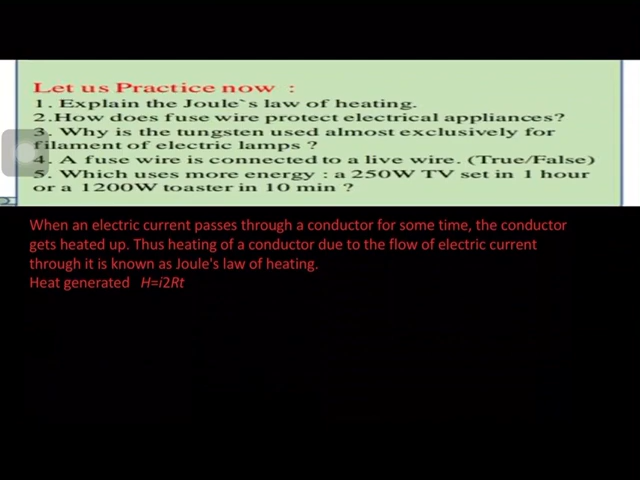 Let us Practice now :
1. Explain the Joule`s law of heating.
2.How does fuse wire protect electrical appliances?
3. Why is the tungsten used almost exclusively for
filament of electric lamps ?
4. A fuse wire is connected to a live wire. (True/False)
5. Which uses more energy : a 250W TV set in 1 hour
or a 1200W toaster in 10 min ?
When an electric current passes through a conductor for some time, the conductor
gets heated up. Thus heating of a conductor due to the flow of electric current
through it is known as Joule's law of heating.
Heat generated H=i2Rt